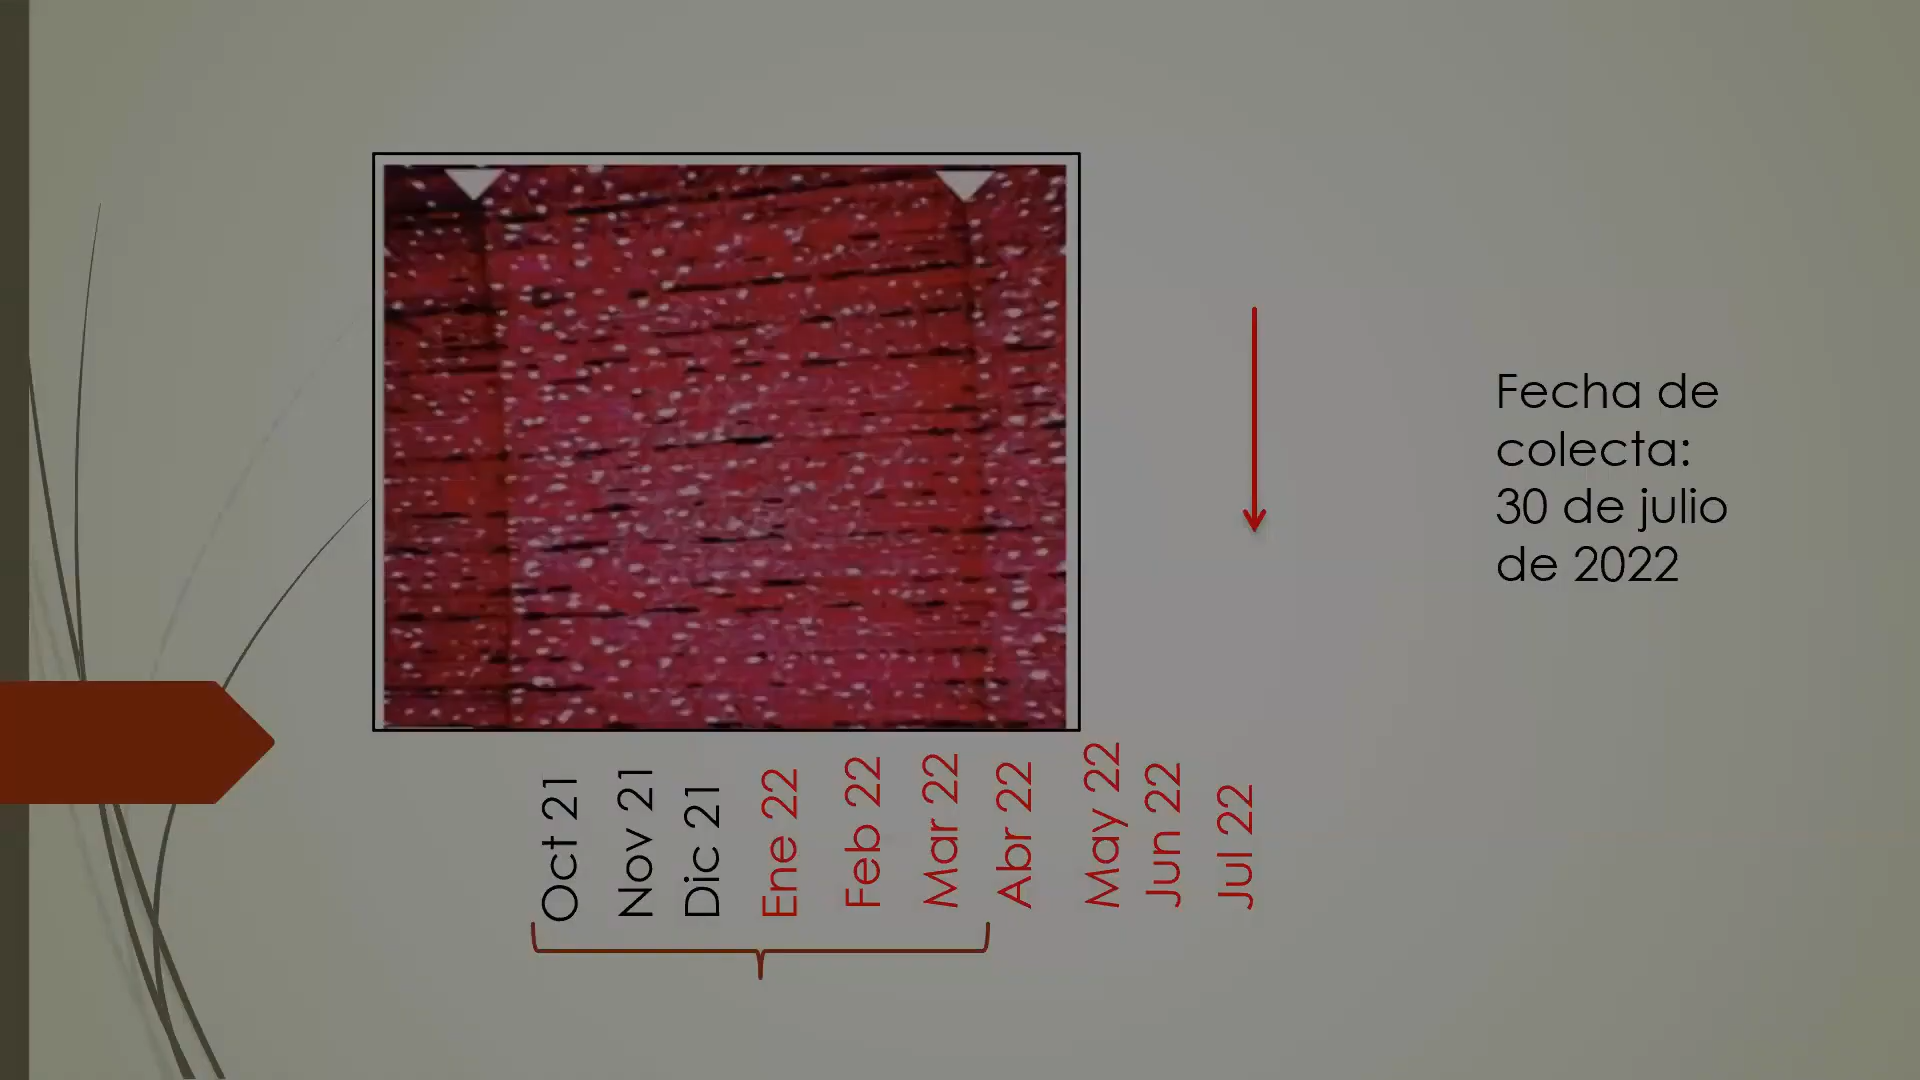 Fecha de
colecta:
30 de julio
de 2022
Oct 21
Nov 21
Dic 21
Ene 22
Feb 22
Mar 22
Abr 22
May 22
Jun 22
Jul 22